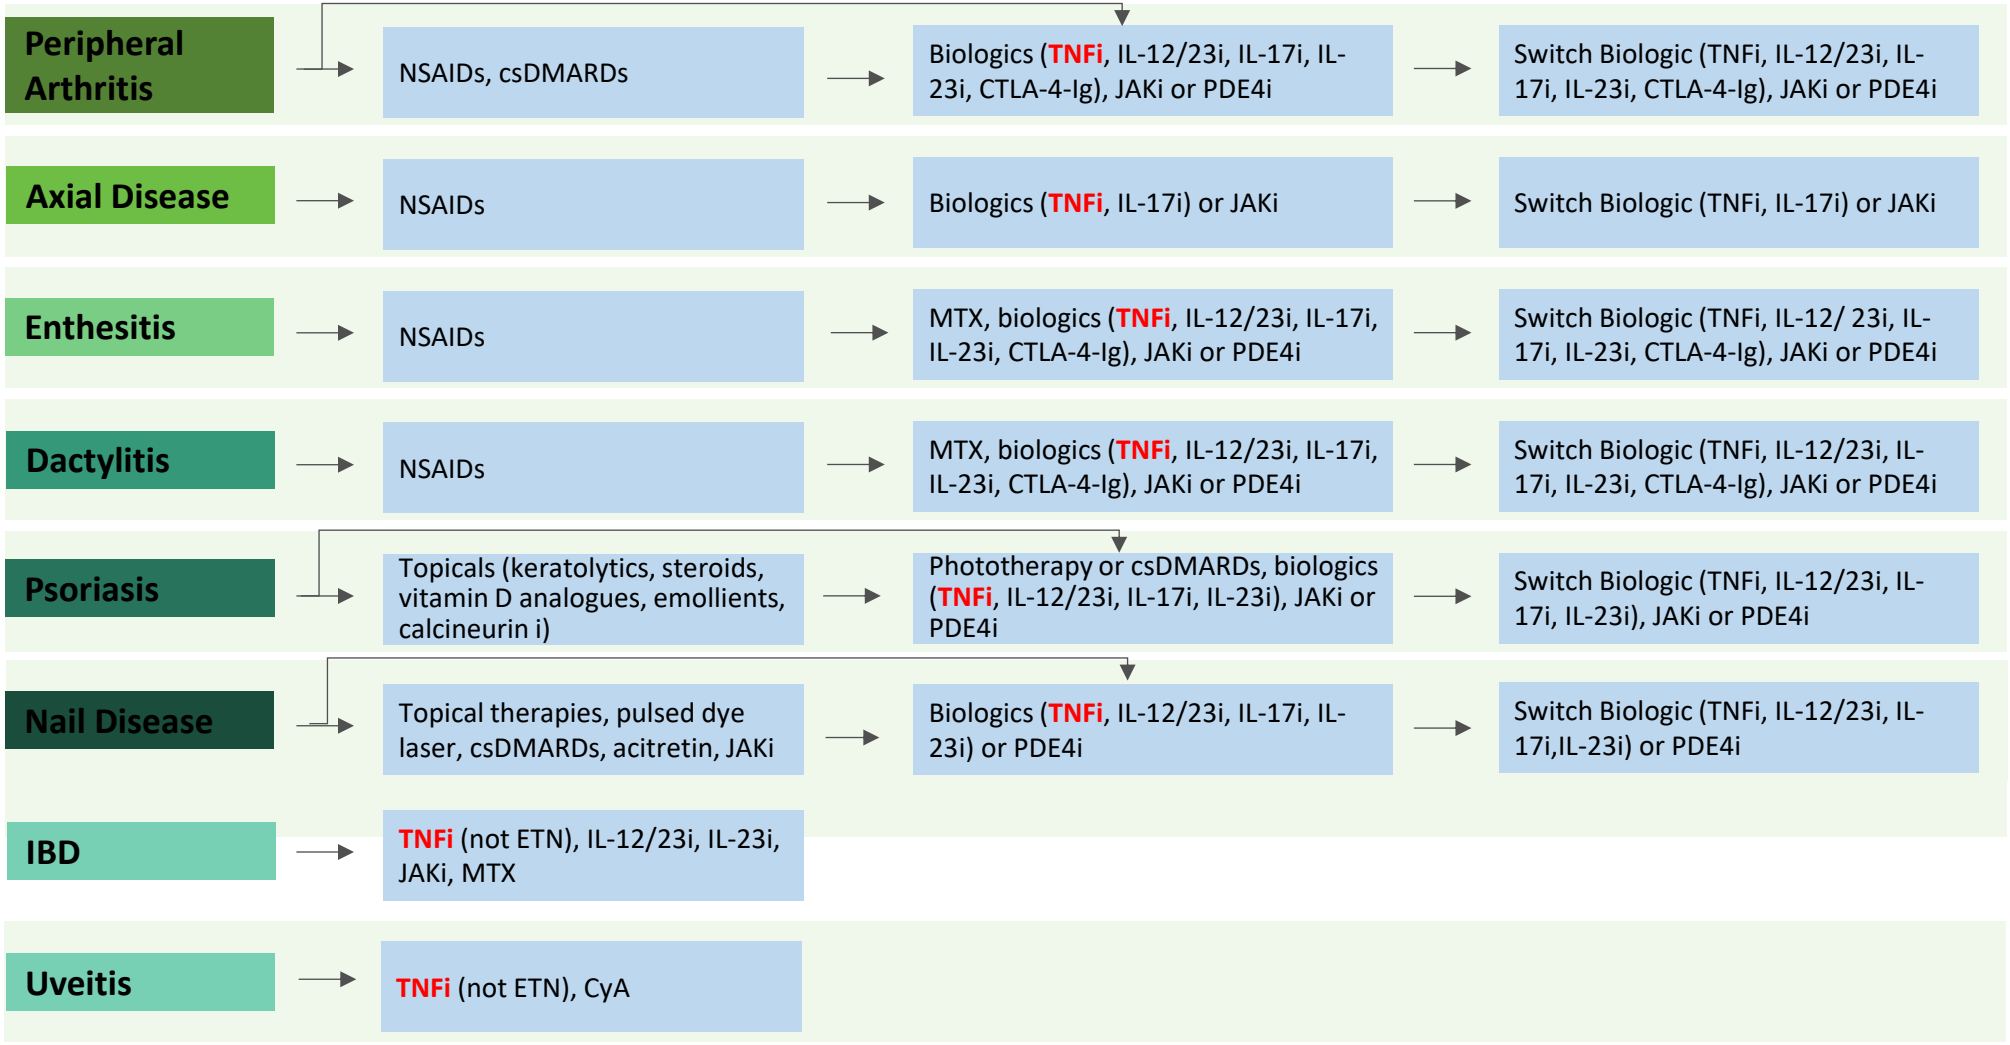 Peripheral
Arthritis
NSAIDs, csDMARDs
Biologics (TNFi, IL-12/23i, IL-17i, IL-
23i, CTLA-4-Ig), JAKi or PDE4i
Switch Biologic (TNFi, IL-12/23i, IL-
17i, IL-23i, CTLA-4-Ig), JAKi or PDE4i
Axial Disease
NSAIDs
Biologics (TNFi, IL-17i) or JAKi
Switch Biologic (TNFi, IL-17i) or JAKi
Enthesitis
NSAIDs
MTX, biologics (TNFi, IL-12/23i, IL-17i,
IL-23i, CTLA-4-Ig), JAKi or PDE4i
Switch Biologic (TNFi, IL-12/ 23i, IL-
17i, IL-23i, CTLA-4-Ig), JAKi or PDE4i
Dactylitis
NSAIDs
MTX, biologics (TNFi, IL-12/23i, IL-17i,
IL-23i, CTLA-4-Ig), JAKi or PDE4i
Switch Biologic (TNFi, IL-12/23i, IL-
17i, IL-23i, CTLA-4-Ig), JAKi or PDE4i
Psoriasis
Topicals (keratolytics, steroids,
vitamin D analogues, emollients,
calcineurin i)
Phototherapy or csDMARDs, biologics
(TNFi, IL-12/23i, IL-17i, IL-23i), JAKi or
PDE4i
Switch Biologic (TNFi, IL-12/23i, IL-
17i, IL-23i), JAKi or PDE4i
Nail Disease
Topical therapies, pulsed dye
laser, csDMARDs, acitretin, JAKi
Biologics (TNFi, IL-12/23i, IL-17i, IL-
23i) or PDE4i
Switch Biologic (TNFi, IL-12/23i, IL-
17i,IL-23i) or PDE4i
IBD
TNFi (not ETN), IL-12/23i, IL-23i,
JAKi, MTX
Uveitis
TNFi (not ETN), CyA